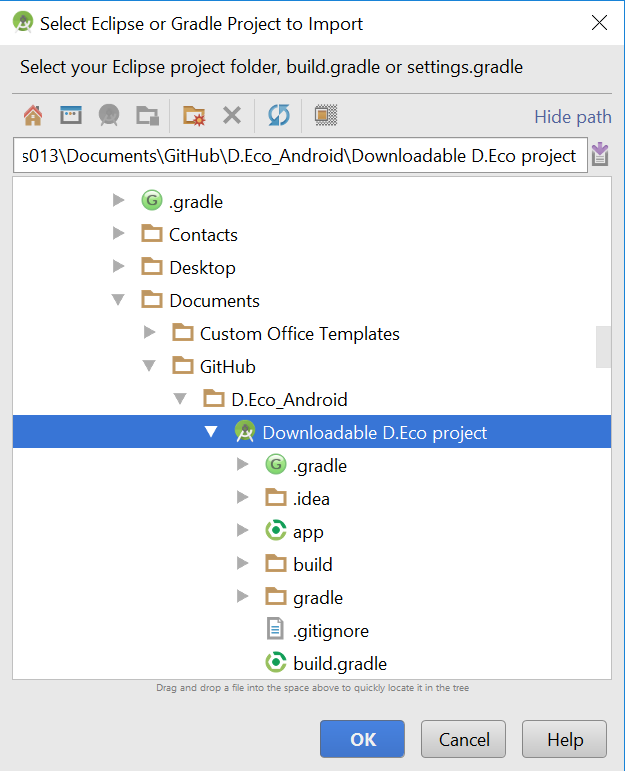 Select Eclipse or Gradle Project to Import
Select your Eclipse project folder, build.gradle or settings.gradle
Hide path
s013\Documents\GitHub\D.Eco_Android\Downloadable D.Eco project
.gradle
Contacts
Desktop
Documents
Custom Office Templates
GitHub
D.Eco_Android
Downloadable D.Eco project
.gradle
.idea
app
build
gradle
.gitignore
build.gradle
Drag and drop a file into the space above to quickly locate it in the tree
OK Cancel Help